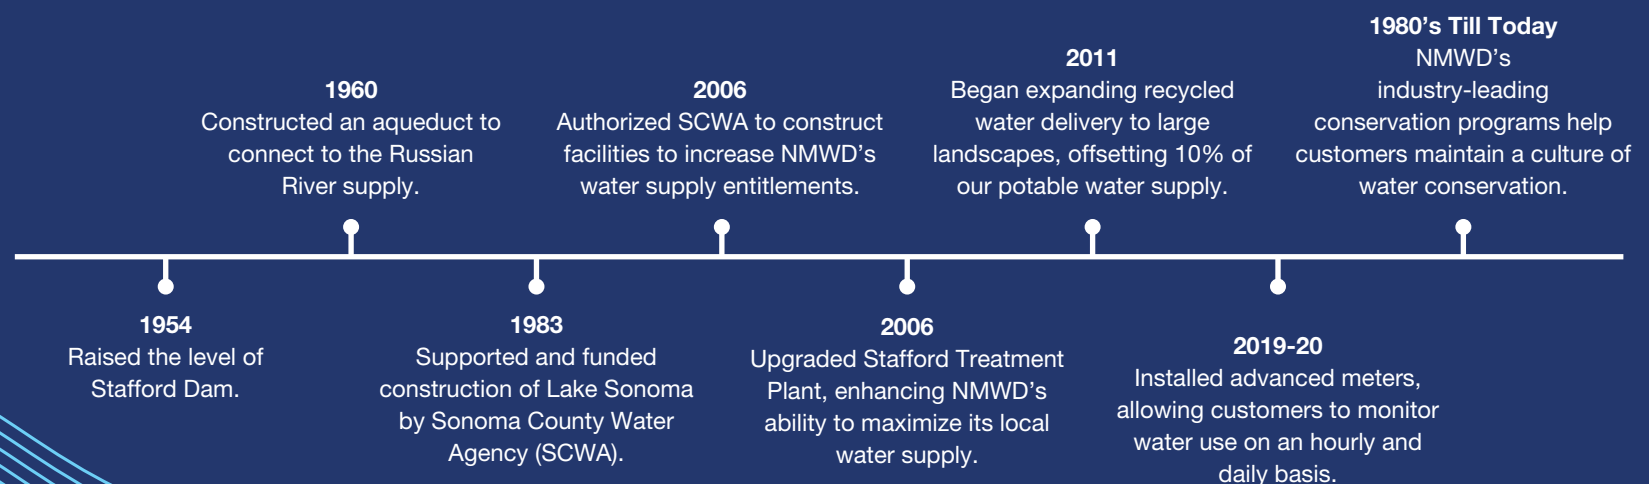 1954
Raised the level of
Stafford Dam.
1960
Constructed an aqueduct to
connect to the Russian
River supply.
1983
Supported and funded
construction of Lake Sonoma
by Sonoma County Water
Agency (SCWA).
2006
Authorized SCWA to construct
facilities to increase NMWD's
water supply entitlements.
2006
Upgraded Stafford Treatment
Plant, enhancing NMWD's
ability to maximize its local
water supply.
2011
Began expanding recycled
water delivery to large
landscapes, offsetting 10% of
our potable water supply.
2019-20
Installed advanced meters,
allowing customers to monitor
water use on an hourly and
daily basis.
1980's Till Today
NMWD's
industry-leading
conservation programs help
customers maintain a culture of
water conservation.